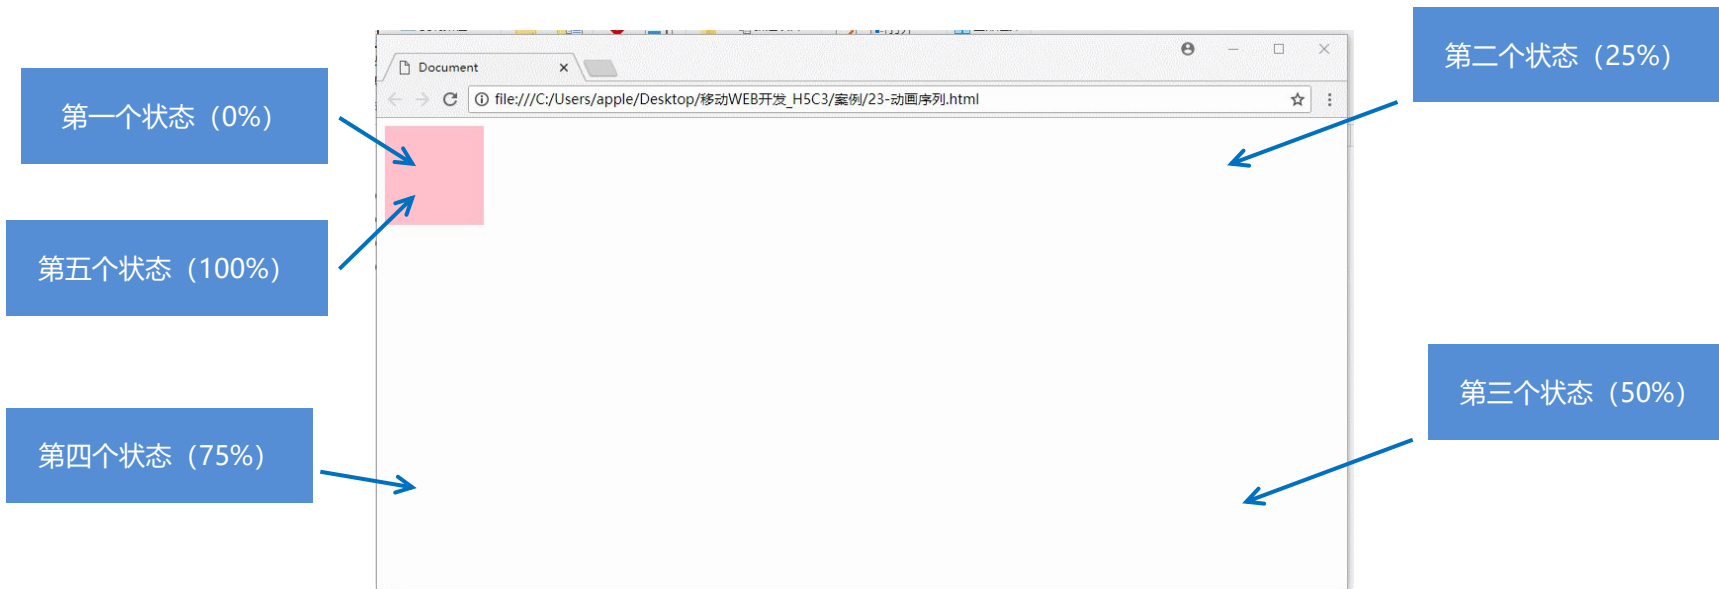 第二个状态（25%）
Document
file:///C:/Users/apple/Desktop/移动WEB开发_H5C3/案例/23-动画序列.html
第一个状态（0%）
第五个状态（100%）
第三个状态（50%）
第四个状态（75%）